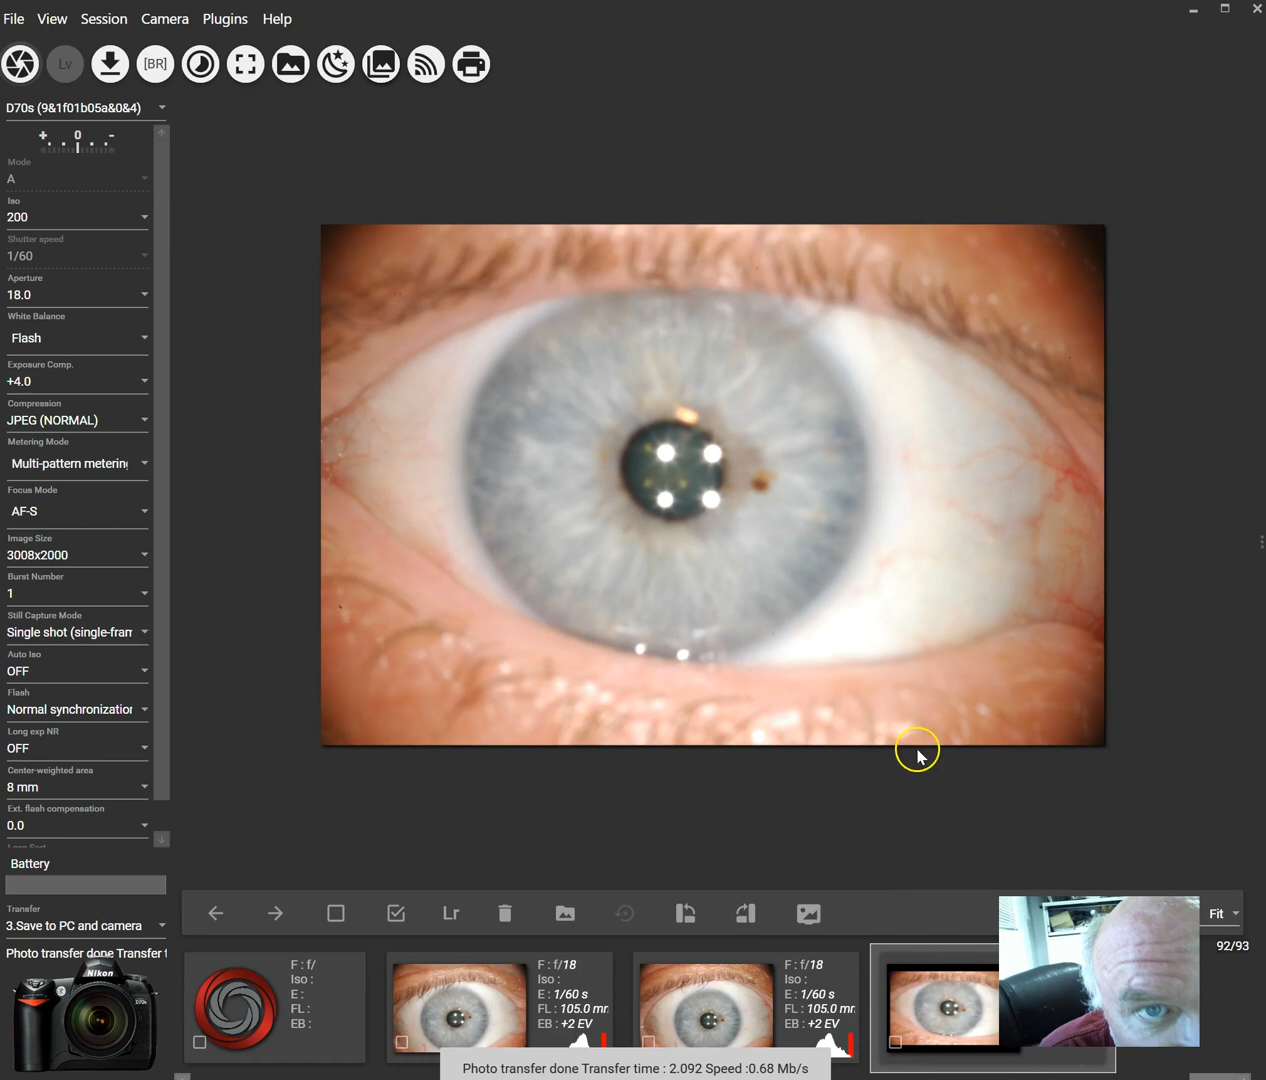 File View Session Camera Plugins Help
Lv
[BR]
D70s (9&1f01b05a&0&4)
+ 0 -
Mode
A
Iso
200
Shutter speed
1/60
Aperture
18.0
White Balance
Flash
Exposure Comp.
+4.0
Compression
JPEG (NORMAL)
Metering Mode
Multi-pattern metering
Focus Mode
AF-S
Image Size
3008x2000
Burst Number
1
Still Capture Mode
Single shot (single-fram
Auto Iso
OFF
Flash
Normal synchronization
Long exp NR
OFF
Center-weighted area
8 mm
Ext. flash compensation
0.0
Battery
Transfer
3.Save to PC and camera
Photo transfer done Transfer t
Nikon
D70s
Lr
Fit
92/93
F: f/
Iso :
E :
FL :
EB :
F : f/18
Iso :
E : 1/60 s
FL : 105.0 mm
EB : +2 EV
F : f/18
Iso :
E : 1/60 s
FL : 105.0 mm
EB : +2 EV
Photo transfer done Transfer time : 2.092 Speed :0.68 Mb/s